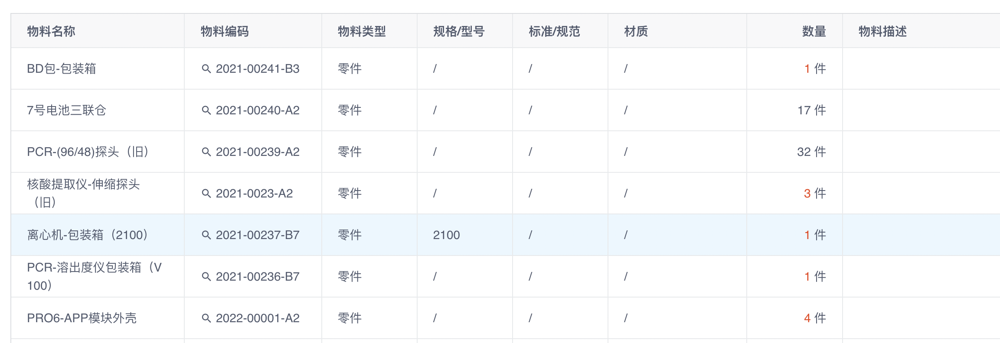 物料名称 物料编码 物料类型 规格/型号 标准/规范 材质 数量 物料描述
BD包-包装箱 2021-00241-B3 零件 / / / 1 件
7号电池三联仓 2021-00240-A2 零件 / / / 17 件
PCR-(96/48)探头（旧） 2021-00239-A2 零件 / / / 32 件
核酸提取仪-伸缩探头
（旧） 2021-0023-A2 零件 / / / 3 件
离心机-包装箱（2100） 2021-00237-B7 零件 2100 / / 1 件
PCR-溶出度仪包装箱（V
100） 2021-00236-B7 零件 / / / 1 件
PRO6-APP模块外壳 2022-00001-A2 零件 / / / 4 件